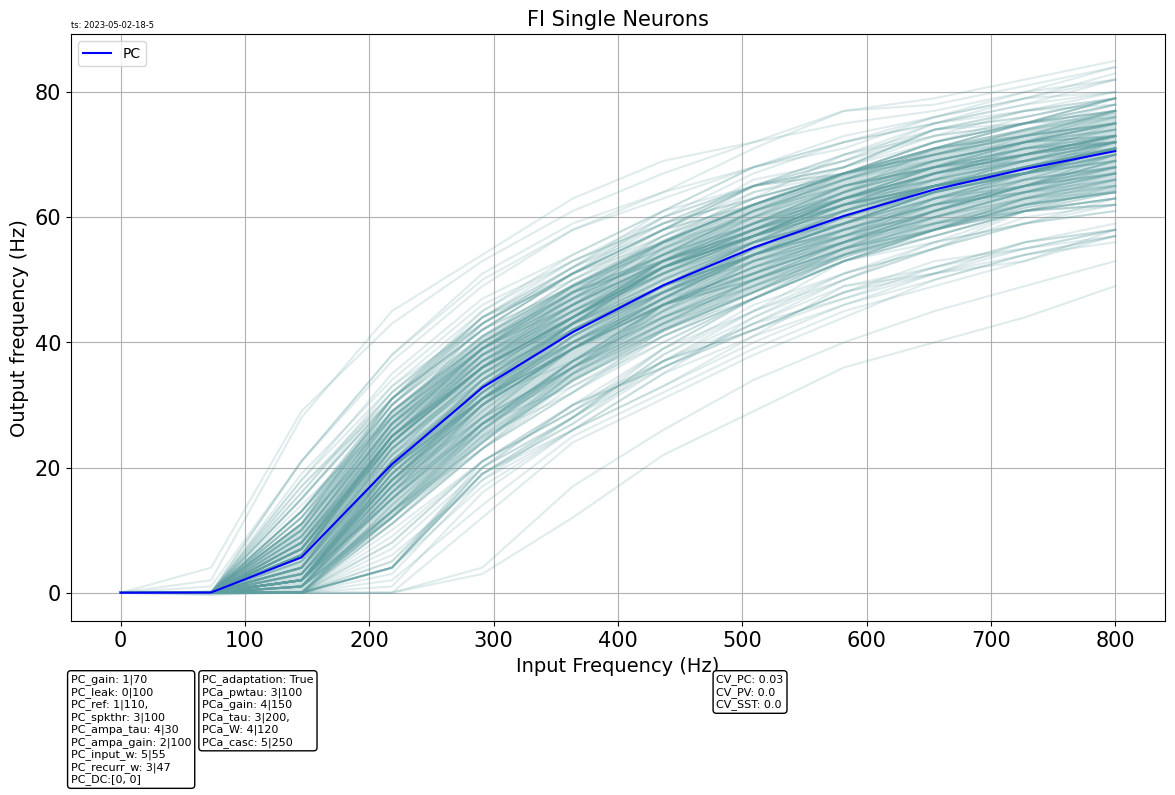 FI Single Neurons
ts: 2023-05-02-18-5
PC
Output frequency (Hz)
80
60
40
20
0
0 100 200 300 400 500 600 700 800
Input Frequency (Hz)
PC_gain: 1|70
PC_leak: 0|100
PC_ref: 1|110,
PC_spkthr: 3|100
PC_ampa_tau: 4|30
PC_ampa_gain: 2|100
PC_input_w: 5|55
PC_recurr_w: 3|47
PC_DC:[0, 0]
PC_adaptation: True
PCa_pwtau: 3|100
PCa_gain: 4|150
PCa_tau: 3|200,
PCa_W: 4|120
PCa_casc: 5|250
CV_PC: 0.03
CV_PV: 0.0
CV_SST: 0.0